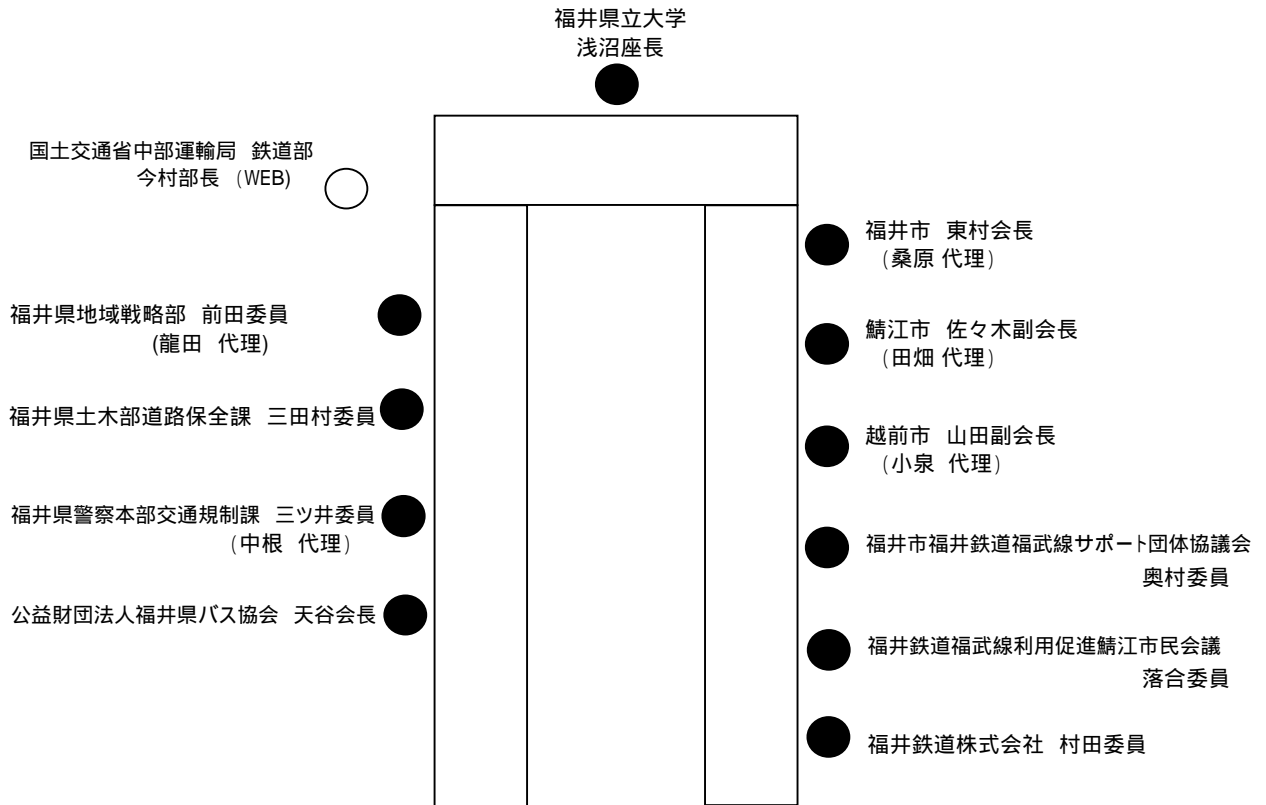 福井県立大学
浅沼座長
国土交通省中部運輸局 鉄道部
今村部長 (WEB)
福井県地域戦略部 前田委員
(龍田 代理)
福井県土木部道路保全課 三田村委員
福井県警察本部交通規制課 三ツ井委員
(中根 代理)
公益財団法人福井県バス協会 天谷会長
福井市 東村会長
(桑原 代理)
鯖江市 佐々木副会長
(田畑 代理)
越前市 山田副会長
(小泉 代理)
福井市福井鉄道福武線サポート団体協議会
奥村委員
福井鉄道福武線利用促進鯖江市民会議
落合委員
福井鉄道株式会社 村田委員